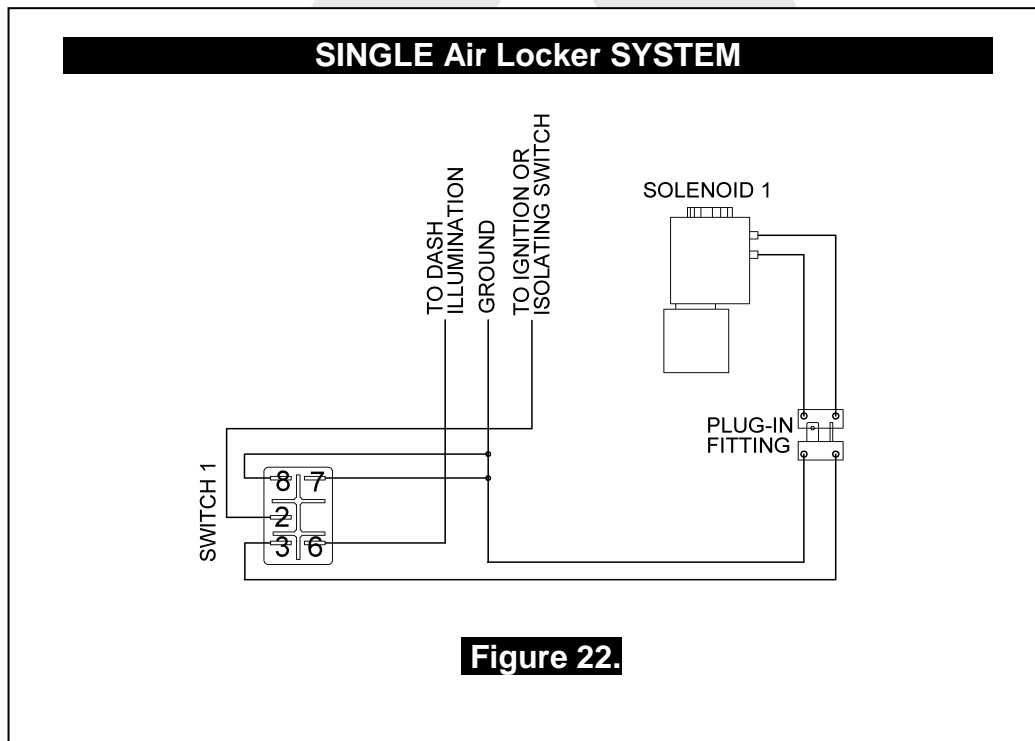 SINGLE Air Locker SYSTEM
TO DASH
ILLUMINATION
GROUND
TO IGNITION OR
ISOLATING SWITCH
SOLENOID 1
PLUG-IN
FITTING
SWITCH 1
8 7
2
3 6
Figure 22.